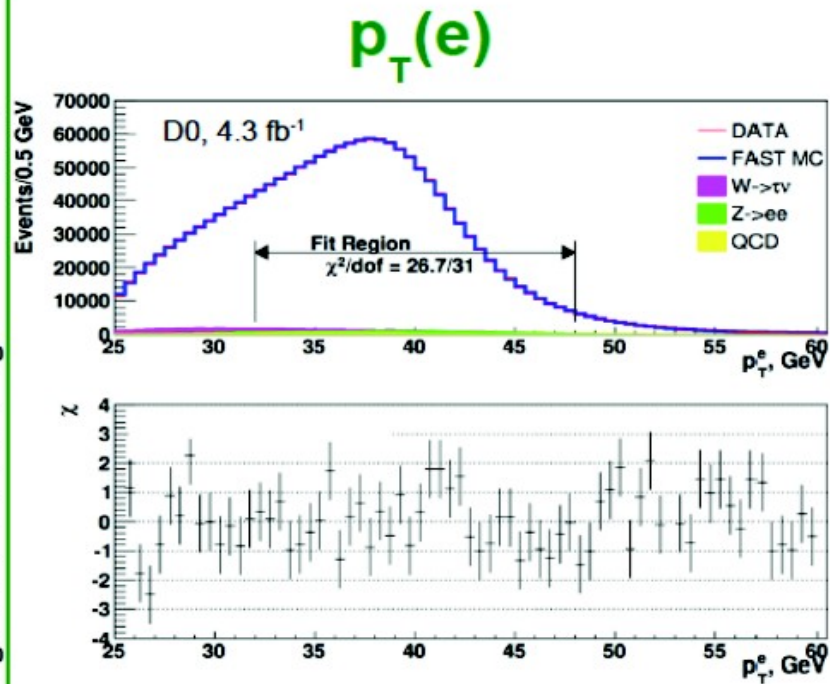 p_T(e)
Events/0.5 GeV
70000
60000
50000
40000
30000
20000
10000
0
D0, 4.3 fb⁻¹
DATA
FAST MC
W->τν
Z->ee
QCD
Fit Region
χ²/dof = 26.7/31
25 30 35 40 45 50 55 60
p_T^e, GeV
χ
4
3
2
1
0
-1
-2
-3
-4
25 30 35 40 45 50 55 60
p_T^e, GeV